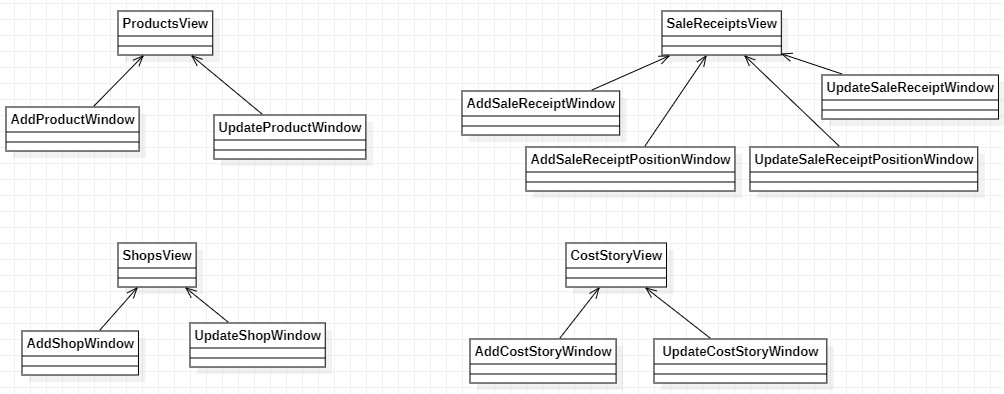 ProductsView
AddProductWindow
UpdateProductWindow
SaleReceiptsView
UpdateSaleReceiptWindow
AddSaleReceiptWindow
AddSaleReceiptPositionWindow
UpdateSaleReceiptPositionWindow
ShopsView
AddShopWindow
UpdateShopWindow
CostStoryView
AddCostStoryWindow
UpdateCostStoryWindow